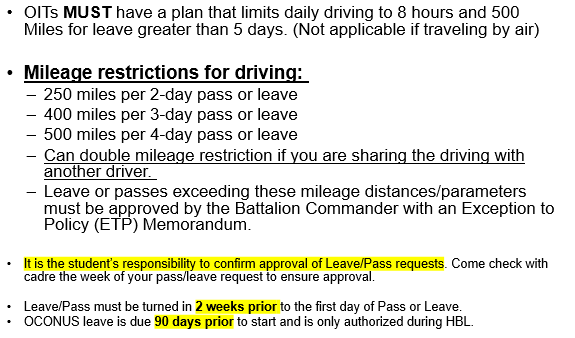 • OITs MUST have a plan that limits daily driving to 8 hours and 500
Miles for leave greater than 5 days. (Not applicable if traveling by air)
• Mileage restrictions for driving:
– 250 miles per 2-day pass or leave
– 400 miles per 3-day pass or leave
– 500 miles per 4-day pass or leave
– Can double mileage restriction if you are sharing the driving with
another driver.
– Leave or passes exceeding these mileage distances/parameters
must be approved by the Battalion Commander with an Exception to
Policy (ETP) Memorandum.
• It is the student's responsibility to confirm approval of Leave/Pass requests. Come check with
cadre the week of your pass/leave request to ensure approval.
• Leave/Pass must be turned in 2 weeks prior to the first day of Pass or Leave.
• OCONUS leave is due 90 days prior to start and is only authorized during HBL.